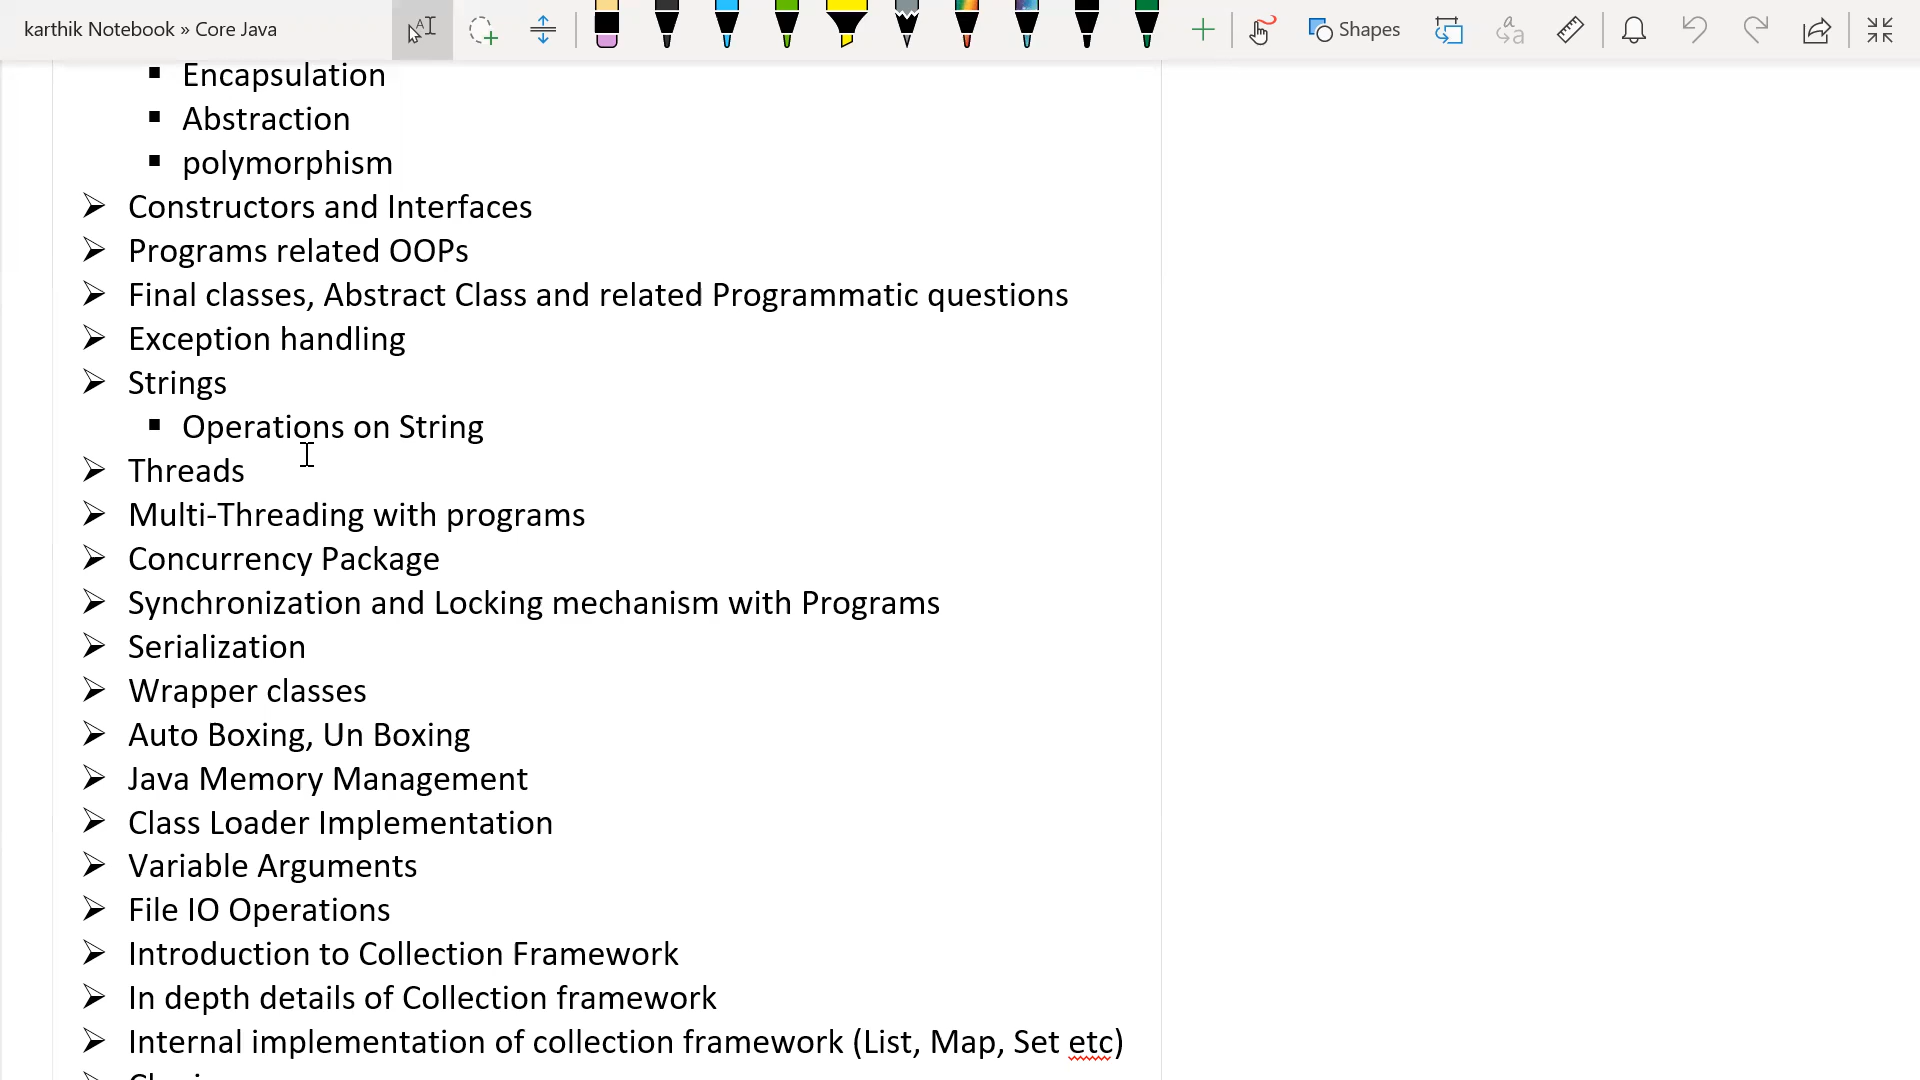 karthik Notebook » Core Java
Shapes
Encapsulation
Abstraction
polymorphism
Constructors and Interfaces
Programs related OOPs
Final classes, Abstract Class and related Programmatic questions
Exception handling
Strings
Operations on String
Threads
Multi-Threading with programs
Concurrency Package
Synchronization and Locking mechanism with Programs
Serialization
Wrapper classes
Auto Boxing, Un Boxing
Java Memory Management
Class Loader Implementation
Variable Arguments
File IO Operations
Introduction to Collection Framework
In depth details of Collection framework
Internal implementation of collection framework (List, Map, Set etc)